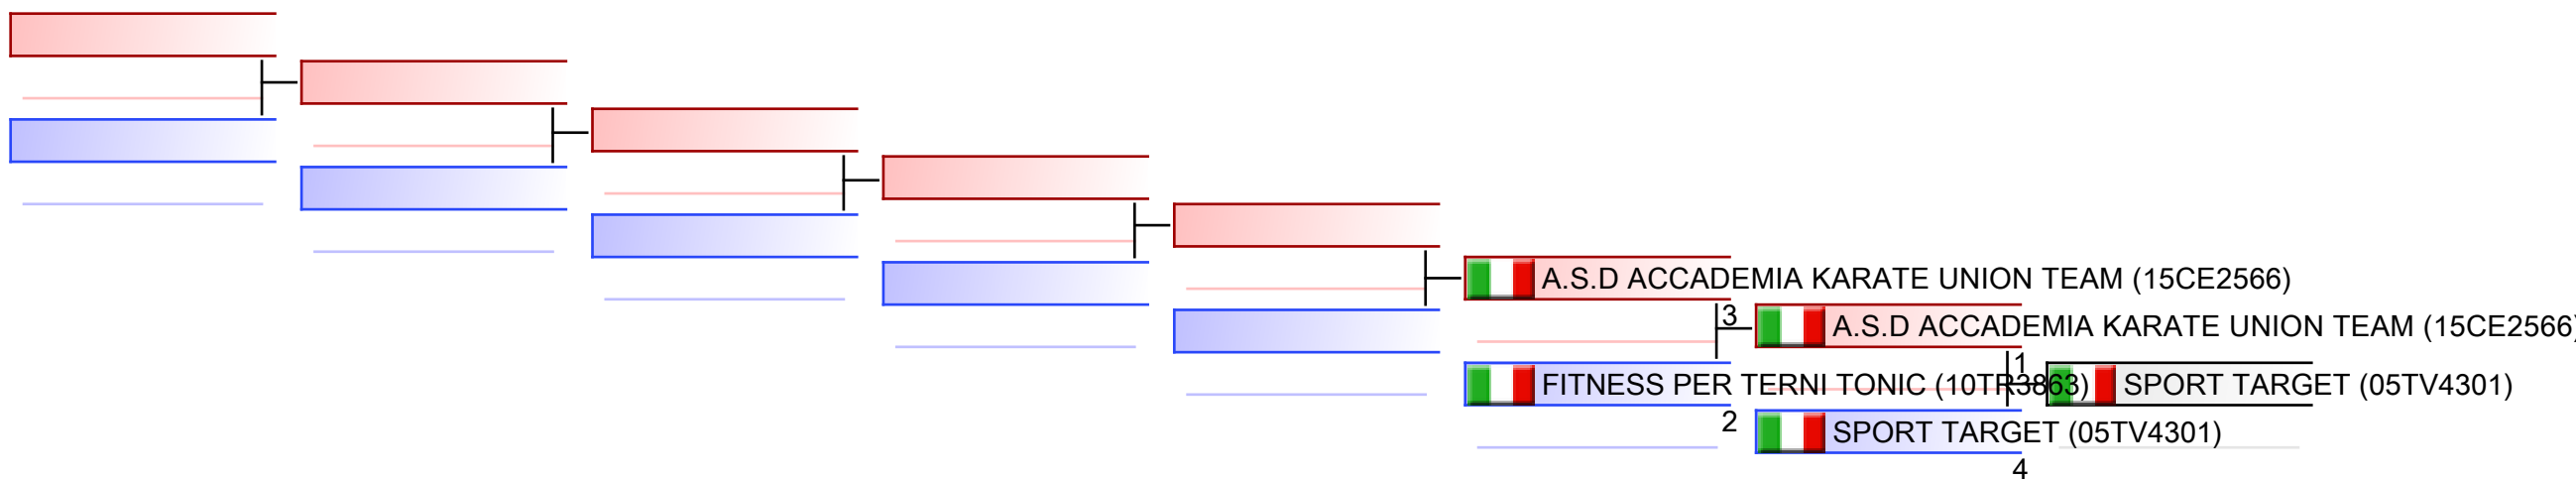 A.S.D ACCADEMIA KARATE UNION TEAM (15CE2566)
3
A.S.D ACCADEMIA KARATE UNION TEAM (15CE2566)
1
FITNESS PER TERNI TONIC (10TR3863)
SPORT TARGET (05TV4301)
2
SPORT TARGET (05TV4301)
4